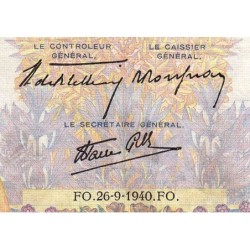 LE CONTROLEUR GÉNÉRAL, LE CAISSIER GÉNÉRAL,
LE SECRÉTAIRE GÉNÉRAL,
FO.26-9-1940.FO.